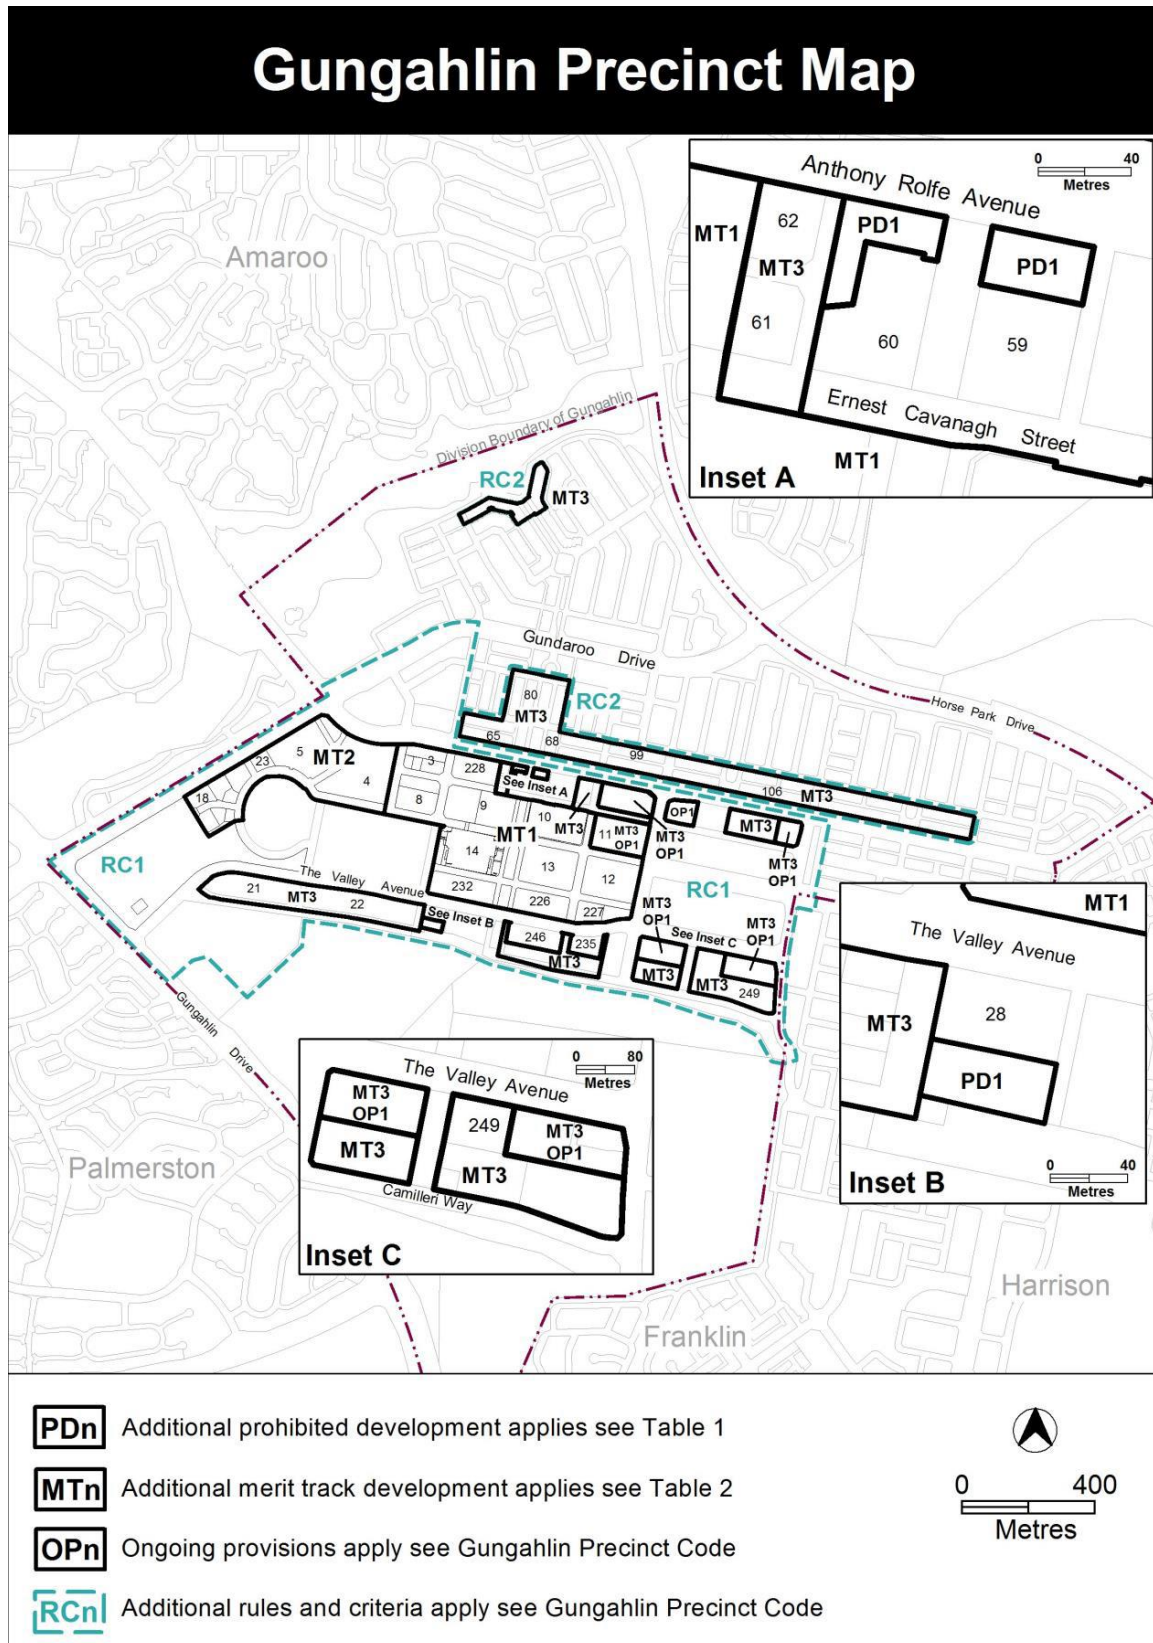 Gungahlin Precinct Map
Amaroo
Division Boundary of Gungahlin
RC2
MT3
Anthony Rolfe Avenue
0 40
Metres
MT1
62
PD1
MT3
PD1
61
60
59
Ernest Cavanagh Street
MT1
Inset A
Gundaroo Drive
Horse Park Drive
80
RC2
MT3
65
68
99
106
MT3
5
MT2
23
4
18
3
228
See Inset A
8
9
10
MT3
MT3
OP1
OP1
MT3
MT3
OP1
MT1
11
MT3
OP1
14
13
12
RC1
RC1
The Valley Avenue
21
MT3
22
232
226
227
See Inset B
246
235
MT3
MT3
OP1
See Inset C
MT3
OP1
MT3
MT3
249
Gungahlin Drive
MT1
The Valley Avenue
28
MT3
PD1
0 40
Metres
Inset B
0 80
Metres
The Valley Avenue
MT3
OP1
249
MT3
OP1
MT3
MT3
Camilleri Way
Inset C
Palmerston
Harrison
Franklin
PDn Additional prohibited development applies see Table 1
MTn Additional merit track development applies see Table 2
OPn Ongoing provisions apply see Gungahlin Precinct Code
RCn Additional rules and criteria apply see Gungahlin Precinct Code
0 400
Metres